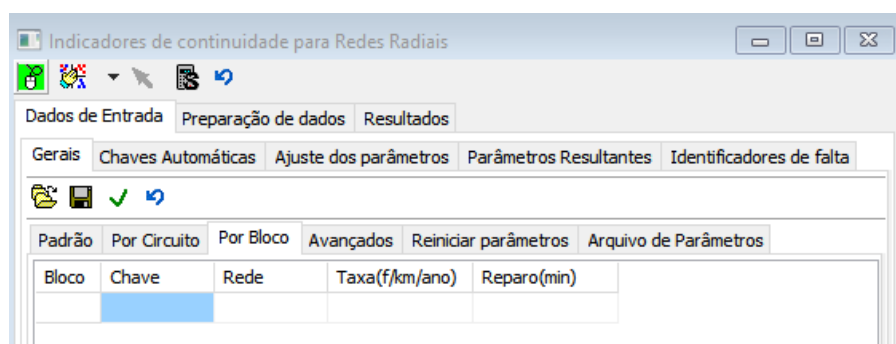 Indicadores de continuidade para Redes Radiais
Dados de Entrada Preparação de dados Resultados
Gerais Chaves Automáticas Ajuste dos parâmetros Parâmetros Resultantes Identificadores de falta
Padrão Por Circuito Por Bloco Avançados Reiniciar parâmetros Arquivo de Parâmetros
Bloco Chave Rede Taxa(f/km/ano) Reparo(min)